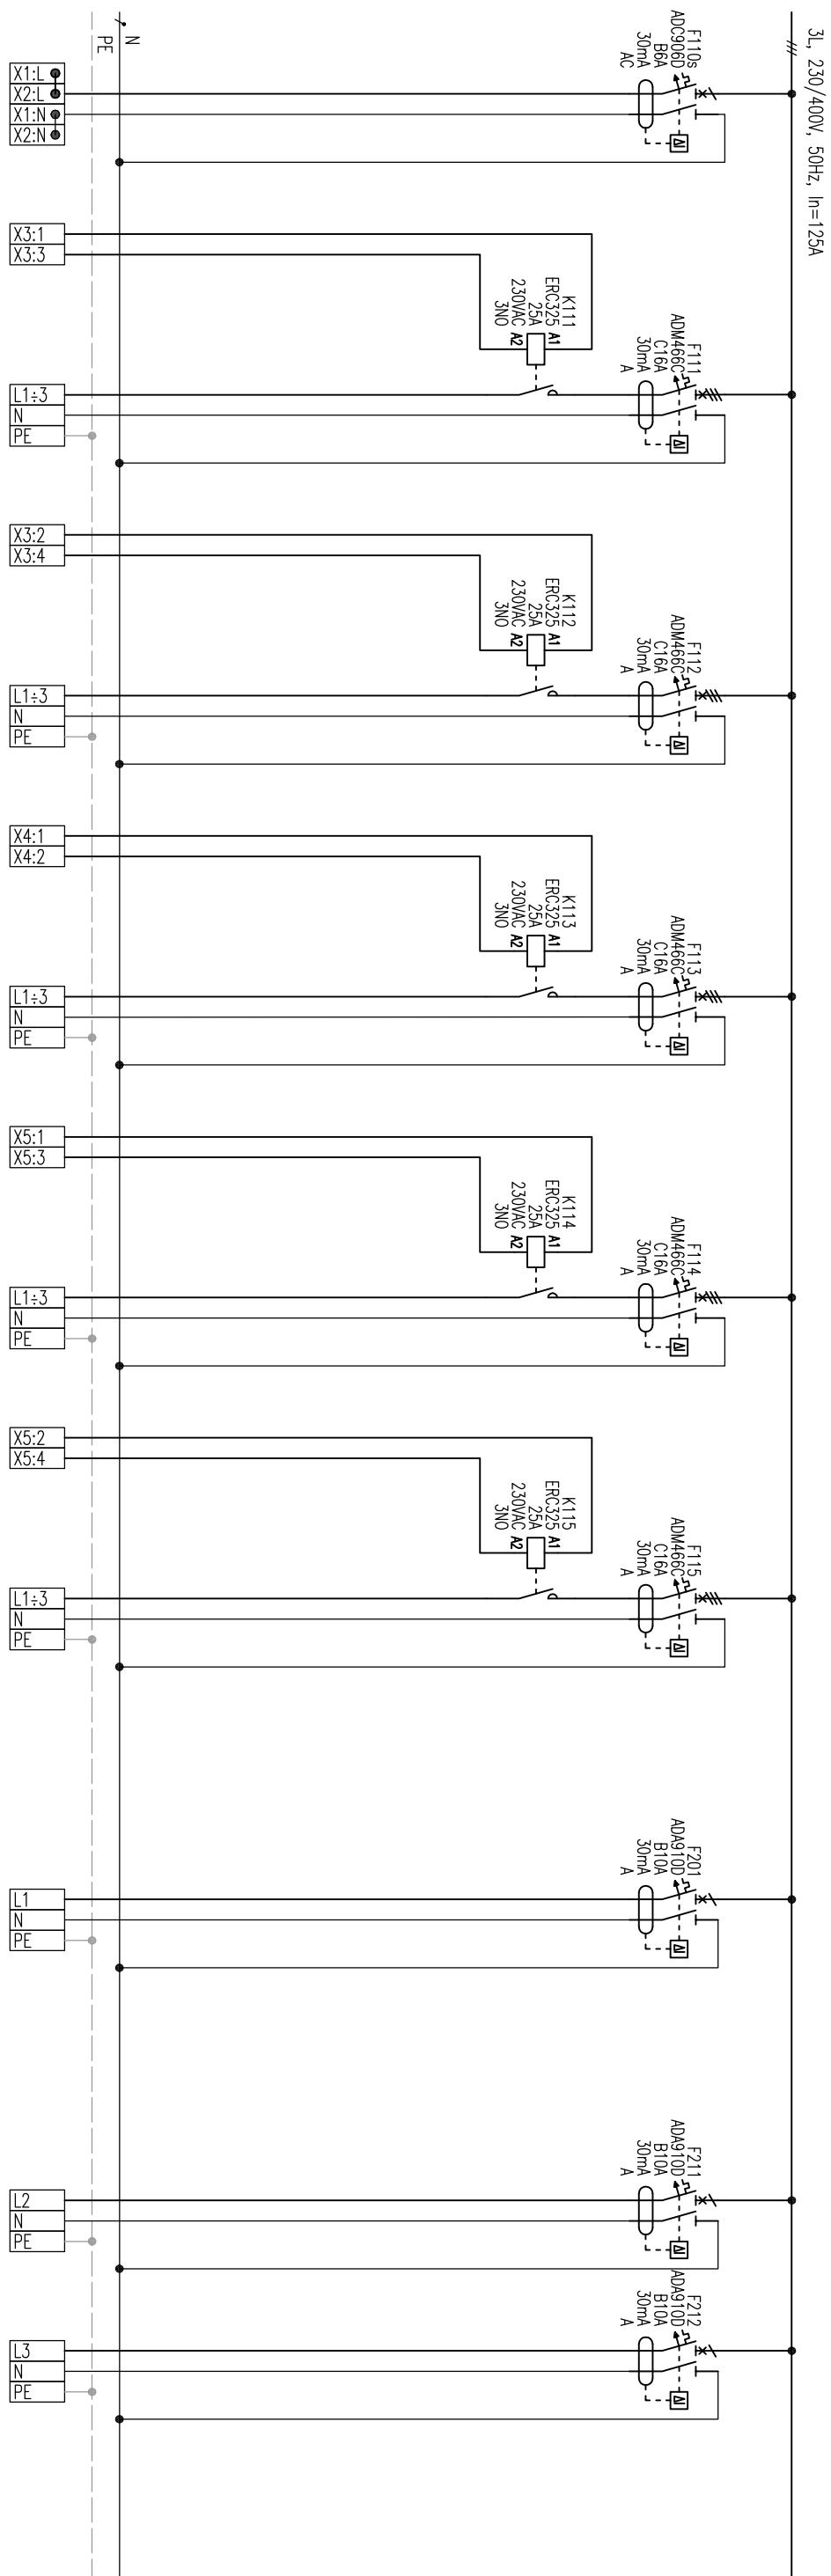 3L, 230/400V, 50Hz, In=125A
N
PE
F110s
ADC906D
B6A
30mA
AC
X1:L
X2:L
X1:N
X2:N
X3:1
X3:3
K111
ERC325
25A
230VAC
3NO
A1
A2
F111
ADM466C
C16A
30mA
A
L1÷3
N
PE
X3:2
X3:4
K112
ERC325
25A
230VAC
3NO
A1
A2
F112
ADM466C
C16A
30mA
A
L1÷3
N
PE
X4:1
X4:2
K113
ERC325
25A
230VAC
3NO
A1
A2
F113
ADM466C
C16A
30mA
A
L1÷3
N
PE
X5:1
X5:3
K114
ERC325
25A
230VAC
3NO
A1
A2
F114
ADM466C
C16A
30mA
A
L1÷3
N
PE
X5:2
X5:4
K115
ERC325
25A
230VAC
3NO
A1
A2
F115
ADM466C
C16A
30mA
A
L1÷3
N
PE
F201
ADA910D
B10A
30mA
A
L1
N
PE
F211
ADA910D
B10A
30mA
A
L2
N
PE
F212
ADA910D
B10A
30mA
A
L3
N
PE